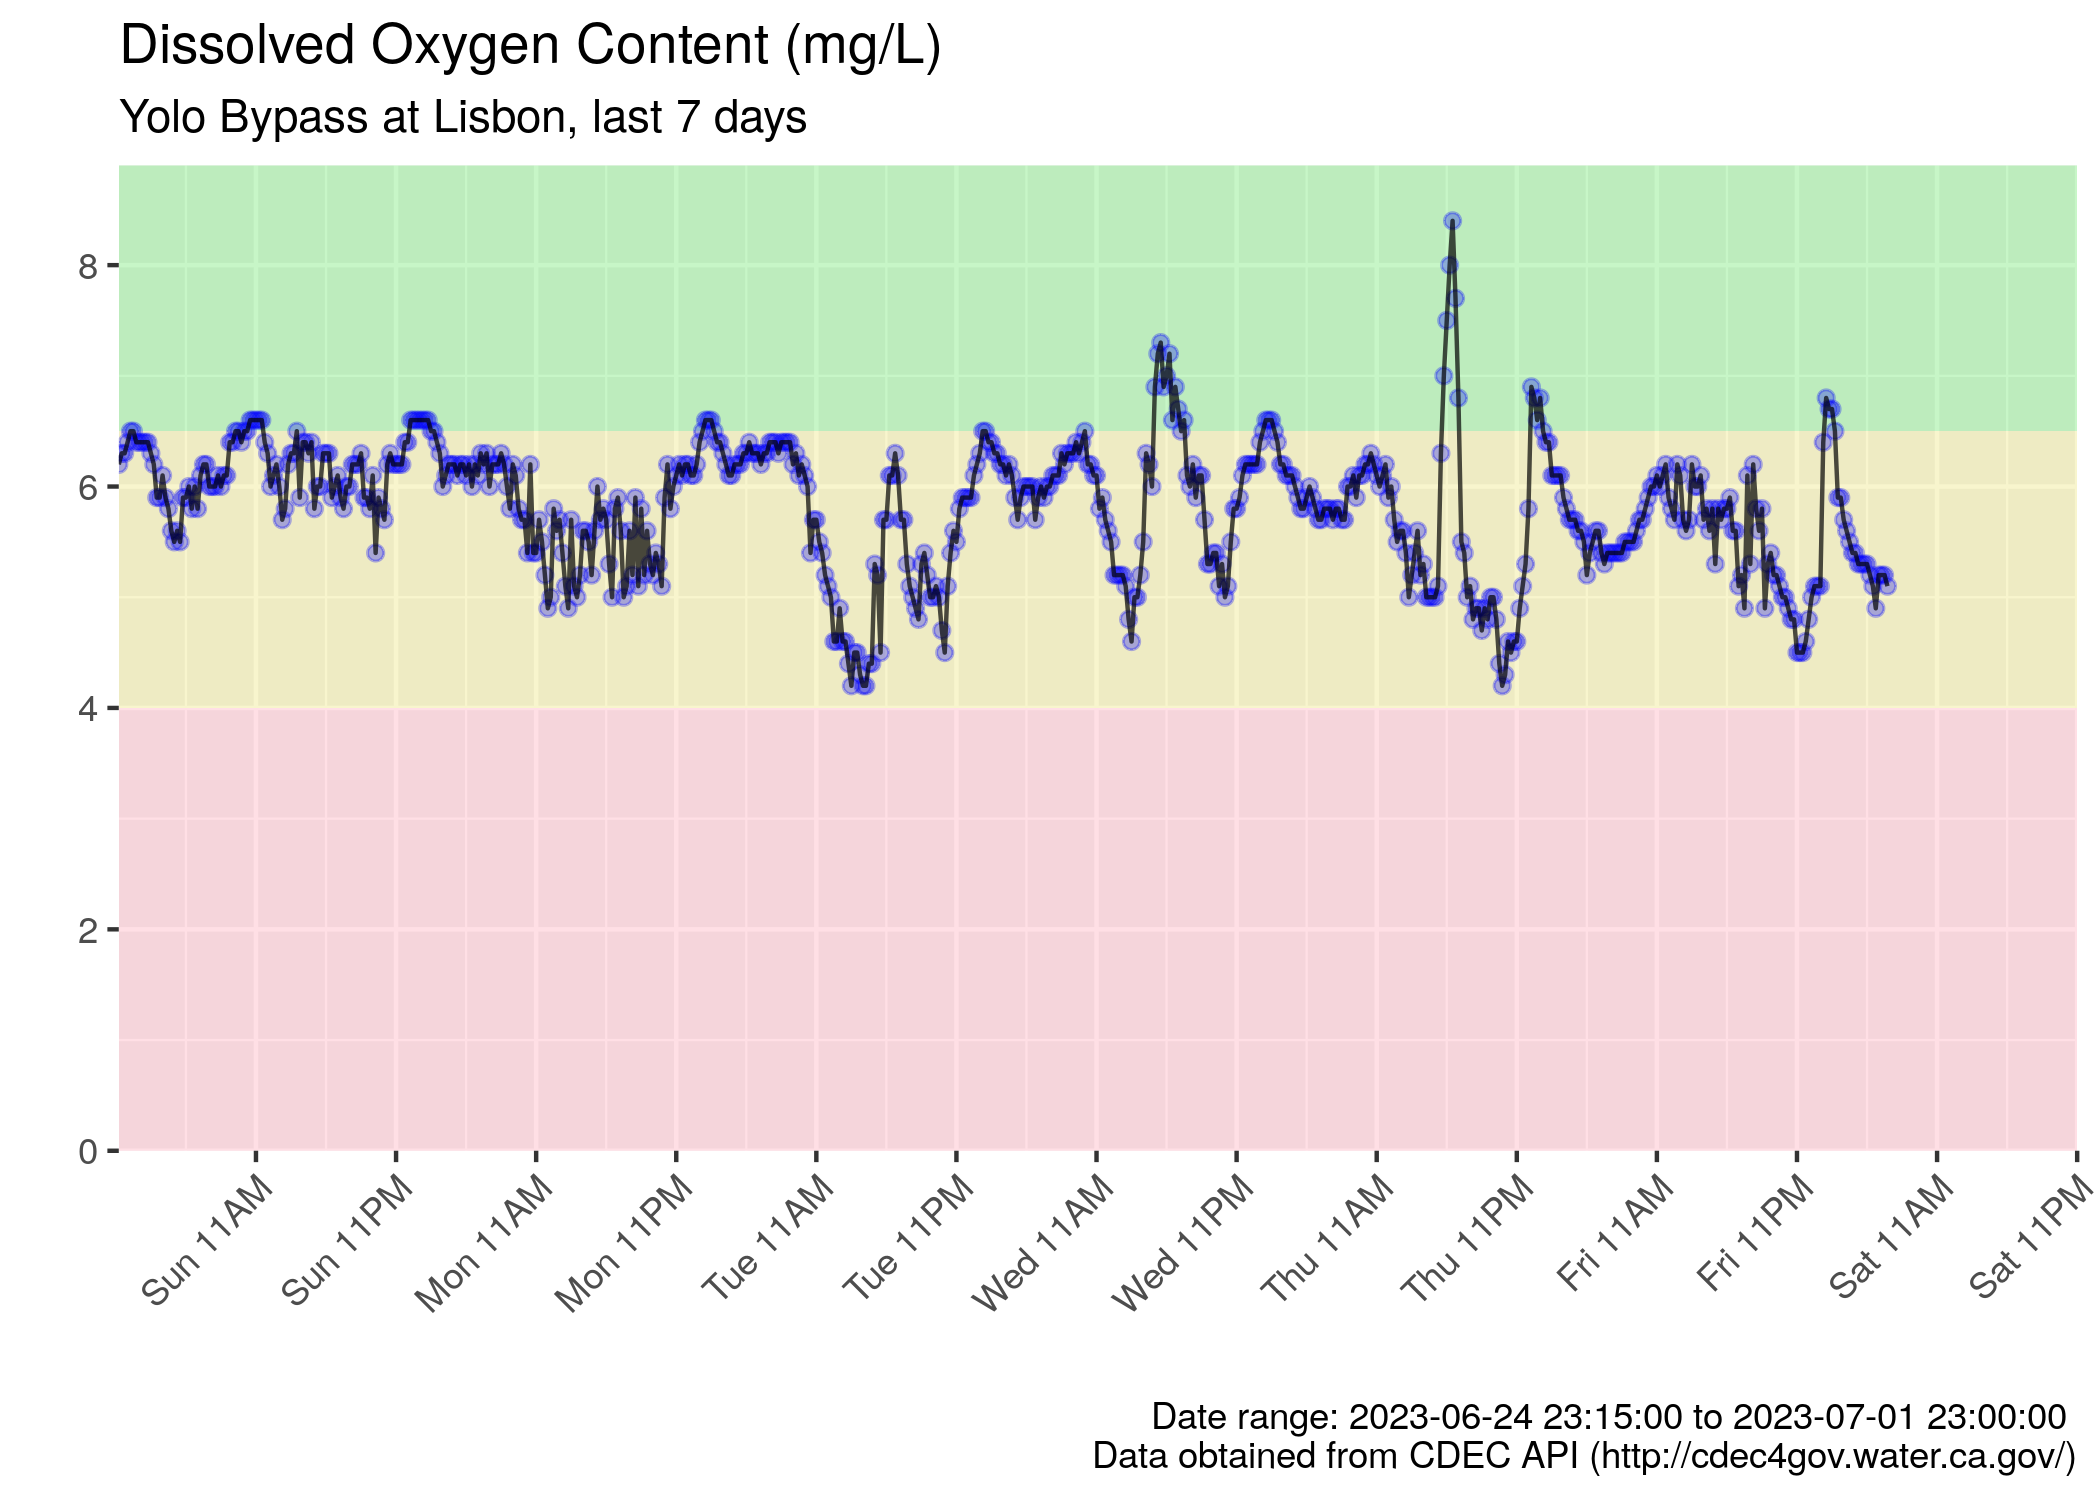 Dissolved Oxygen Content (mg/L)
Yolo Bypass at Lisbon, last 7 days
8
6
4
2
0
Sun 11AM
Sun 11PM
Mon 11AM
Mon 11PM
Tue 11AM
Tue 11PM
Wed 11AM
Wed 11PM
Thu 11AM
Thu 11PM
Fri 11AM
Fri 11PM
Sat 11AM
Sat 11PM
Date range: 2023-06-24 23:15:00 to 2023-07-01 23:00:00
Data obtained from CDEC API (http://cdec4gov.water.ca.gov/)